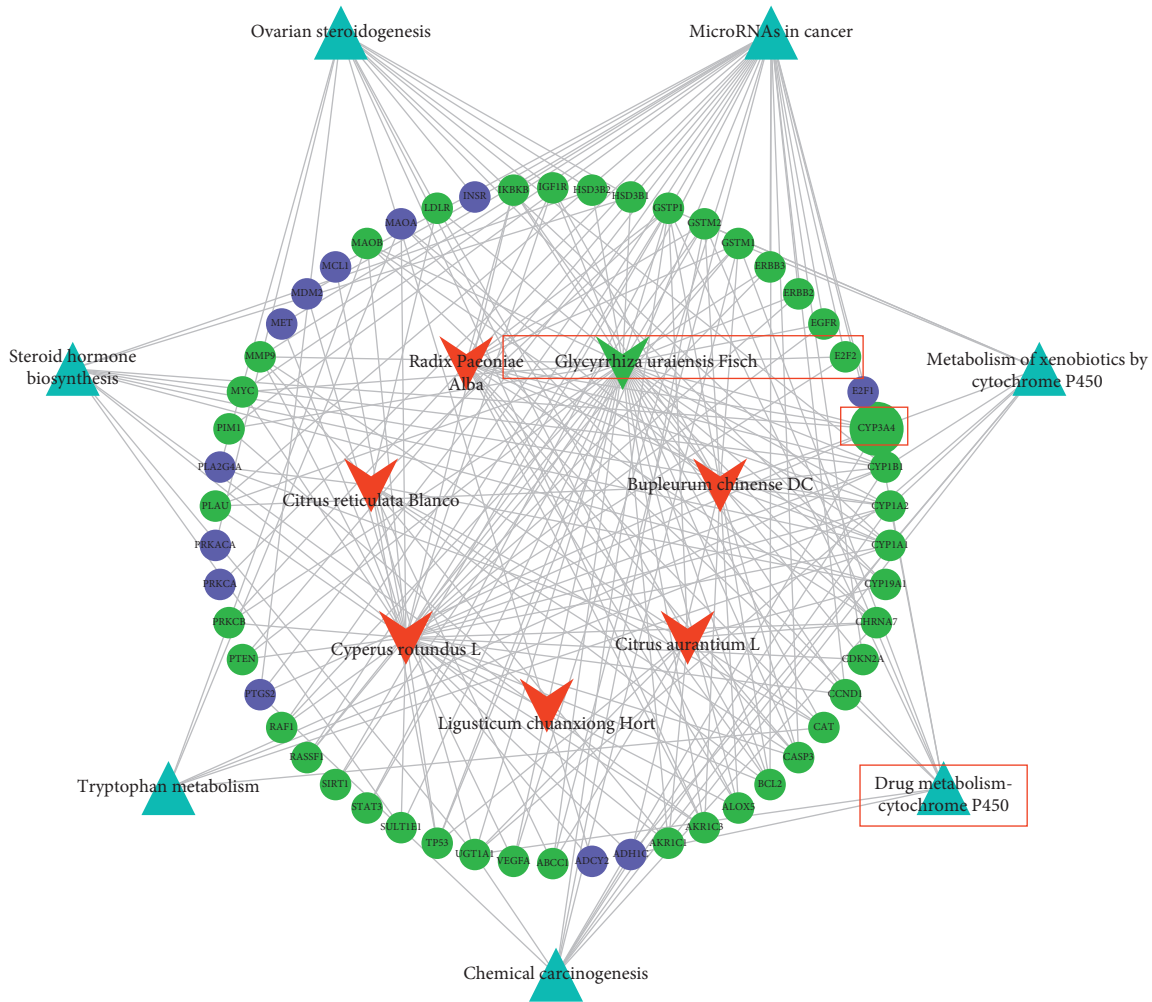 Ovarian steroidogenesis
MicroRNAs in cancer
INSR
IKBKB
IGF1R
HSD3B2
HSD3B1
LDLR
GSTP1
MAOA
GSTM2
MAOB
GSTM1
MCL1
ERBB3
MDM2
ERBB2
MET
EGFR
MMP9
E2F2
Steroid hormone
biosynthesis
Radix Paeoniae
Alba
Glycyrrhiza uraiensis Fisch
Metabolism of xenobiotics by
cytochrome P450
MYC
E2F1
PIM1
CYP3A4
PLA2G4A
CYP1B1
Citrus reticulata Blanco
Bupleurum chinense DC
PLAU
CYP1A2
PRKACA
CYP1A1
PRKCA
CYP19A1
PRKCB
CHRNA7
Cyperus rotundus L
Citrus aurantium L
PTEN
CDKN2A
PTGS2
CCND1
Ligusticum chuanxiong Hort
RAF1
CAT
RASSF1
CASP3
Tryptophan metabolism
SIRT1
BCL2
Drug metabolism-
cytochrome P450
STAT3
ALOX5
SULT1E1
AKR1C3
TP53
AKR1C1
UGT1A1
VEGFA
ABCC1
ADCY2
ADH1C
Chemical carcinogenesis